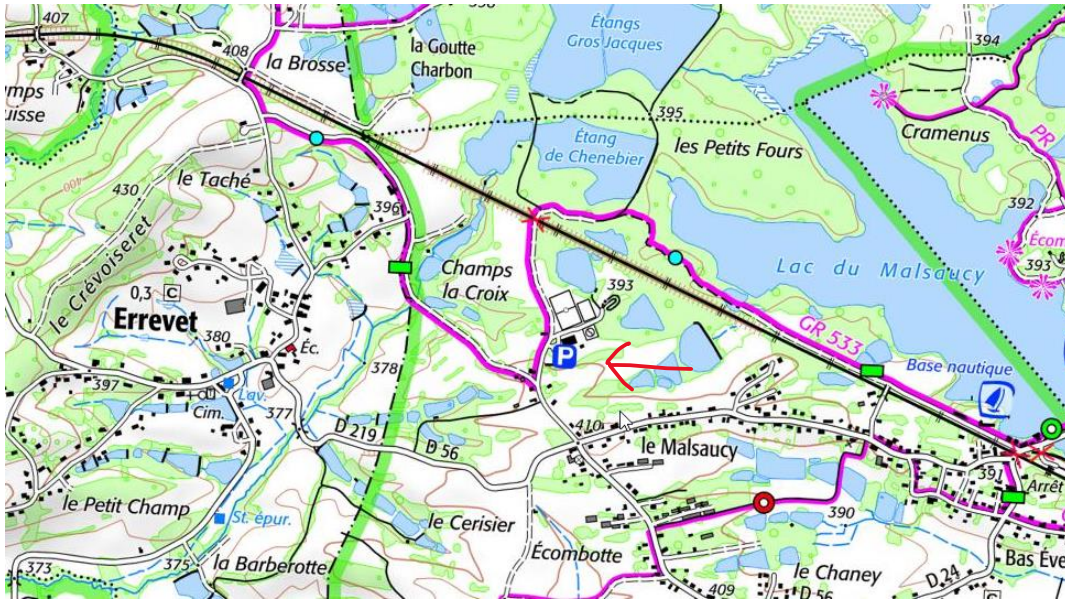 407
408
la Brosse
la Goutte
Charbon
Étangs
Gros Jacques
394
395
Cramenus
PR
Étang
de Chenebier
les Petits Fours
400
430
le Taché
396
392
Écom
393
le Crévoiseret
Champs
la Croix
Lac du Malsaucy
0,3 C
393
Errevet
380
Éc.
P
GR 533
Base nautique
397
Lav.
Cim.
378
377
D 219
D 56
410
le Malsaucy
391
Arrêt
le Petit Champ
St. épur.
le Cerisier
390
Écombotte
Bas Éve
373
375
la Barberotte
le Chaney
D 24
409
D 56
C